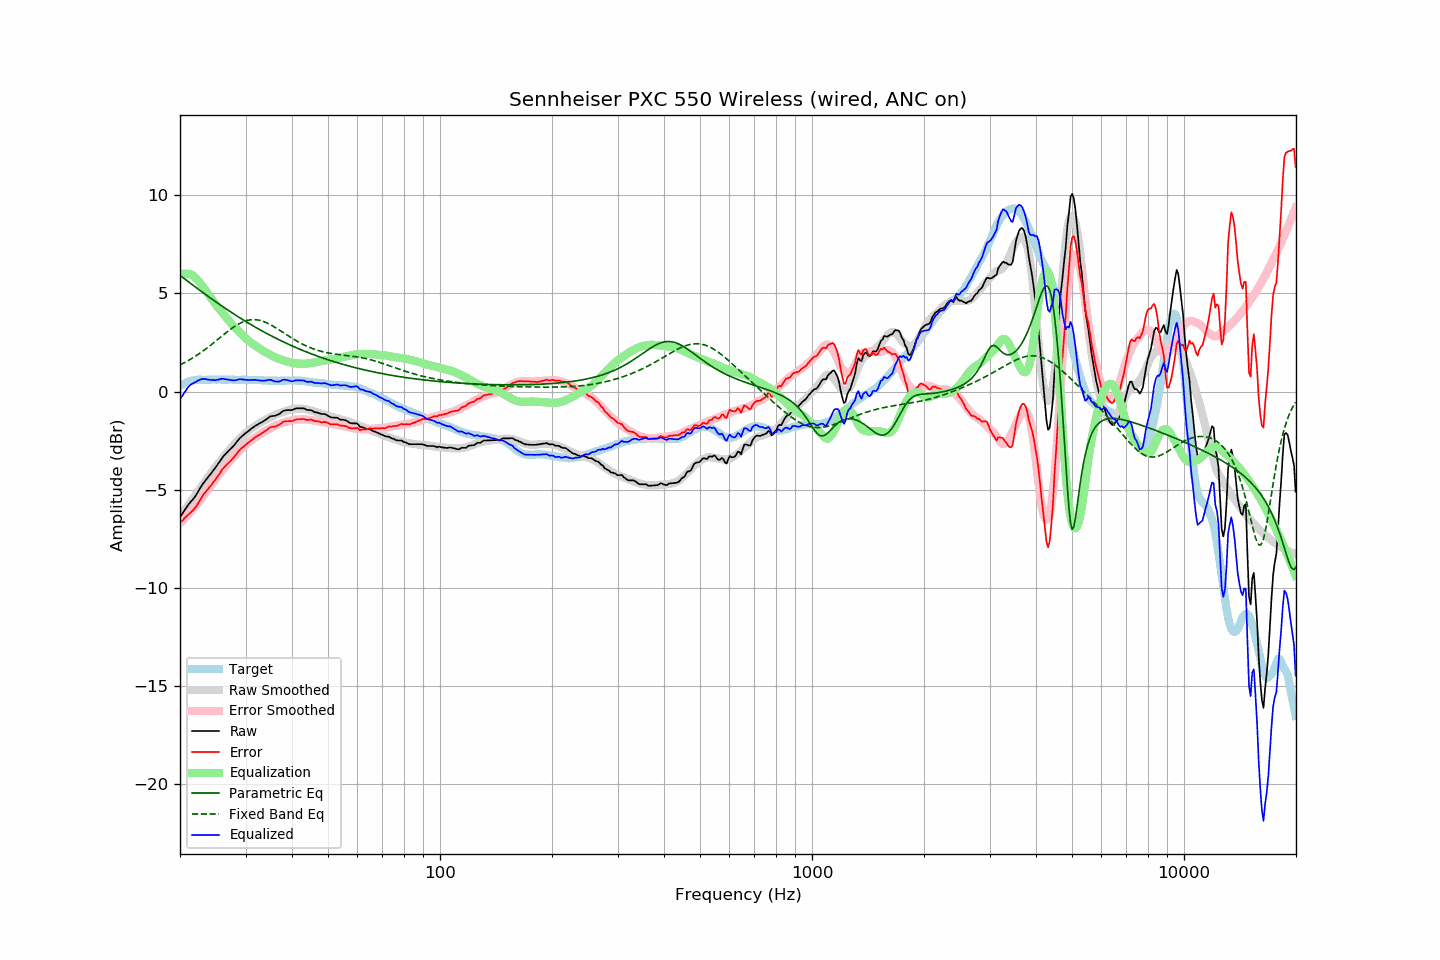 Sennheiser PXC 550 Wireless (wired, ANC on)
Amplitude (dBr)
10
5
0
−5
−10
−15
−20
Target
Raw Smoothed
Error Smoothed
Raw
Error
Equalization
Parametric Eq
Fixed Band Eq
Equalized
100 1000 10000
Frequency (Hz)